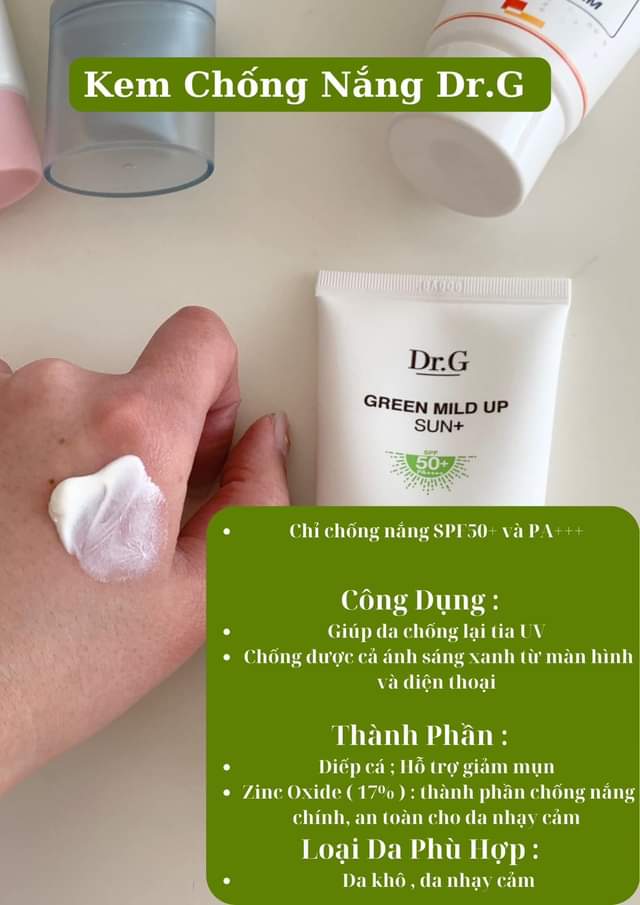 EM
Kem Chống Nắng Dr.G
Dr.G
GREEN MILD UP
SUN+
SPF
50+
PA++++
• Chỉ chống nắng SPF50+ và PA+++
Công Dụng :
• Giúp da chống lại tia UV
• Chống được cả ánh sáng xanh từ màn hình
và điện thoại
Thành Phần :
• Diếp cá ; Hỗ trợ giảm mụn
• Zinc Oxide ( 17% ) : thành phần chống nắng
chính, an toàn cho da nhạy cảm
Loại Da Phù Hợp :
• Da khô , da nhạy cảm